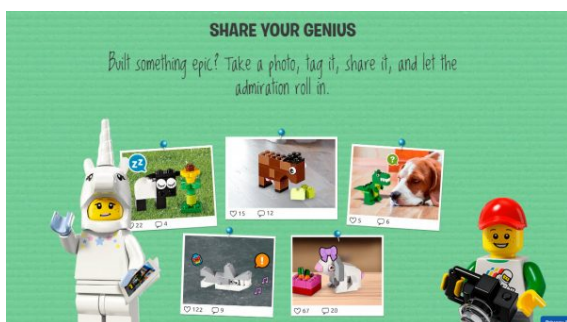 SHARE YOUR GENIUS
Built something epic? Take a photo, tag it, share it, and let the
admiration roll in.
zz
?
22 4
15 12
5 6
!
122 9
67 20